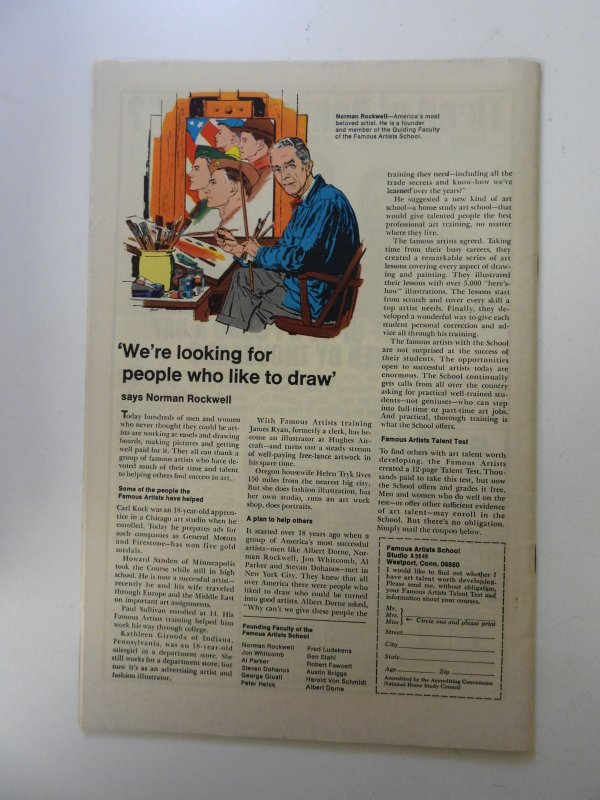 Norman Rockwell—America's most
beloved artist. He is a founder
and member of the Guiding Faculty
of the Famous Artists School.
'We're looking for
people who like to draw'
says Norman Rockwell
Today hundreds of men and women
who never thought they could be art-
ists are working at easels and drawing
boards, making pictures and getting
well paid for it. They all can thank a
group of famous artists who have de-
voted much of their time and talent
to helping others find success in art.
Some of the people the
Famous Artists have helped
Carl Kock was an 18-year-old appren-
tice in a Chicago art studio when he
enrolled. Today he prepares ads for
such companies as General Motors
and Firestone—has won five gold
medals.
Howard Sanden of Minneapolis
took the Course while still in high
school. He is now a successful artist—
recently he and his wife traveled
through Europe and the Middle East
on important art assignments.
Paul Sullivan enrolled at 14. His
Famous Artists training helped him
work his way through college.
Kathleen Gironda of Indiana,
Pennsylvania, was an 18-year-old
salesgirl in a department store. She
still works for a department store, but
now it's as an advertising artist and
fashion illustrator.
With Famous Artists training
James Ryan, formerly a clerk, has be-
come an illustrator at Hughes Air-
craft—and turns out a steady stream
of well-paying free-lance artwork in
his spare time.
Oregon housewife Helen Tryk lives
150 miles from the nearest big city.
But she does fashion illustration, has
her own studio, runs an art work
shop, does portraits.
A plan to help others
It started over 18 years ago when a
group of America's most successful
artists—men like Albert Dorne, Nor-
man Rockwell, Jon Whitcomb, Al
Parker and Stevan Dohanos—met in
New York City. They knew that all
over America there were people who
liked to draw who could be turned
into good artists. Albert Dorne asked,
"Why can't we give these people the
Founding Faculty of the
Famous Artists School
Norman Rockwell
Jon Whitcomb
Al Parker
Stevan Dohanos
George Giusti
Peter Helck
Fred Ludekens
Ben Stahl
Robert Fawcett
Austin Briggs
Harold Von Schmidt
Albert Dorne
training they need—including all the
trade secrets and know-how we've
learned over the years?"
He suggested a new kind of art
school—a home study art school—that
would give talented people the best
professional art training, no matter
where they live.
The famous artists agreed. Taking
time from their busy careers, they
created a remarkable series of art
lessons covering every aspect of draw-
ing and painting. They illustrated
their lessons with over 5,000 "here's-
how" illustrations. The lessons start
from scratch and cover every skill a
top artist needs. Finally, they de-
veloped a wonderful way to give each
student personal correction and ad-
vice all through his training.
The famous artists with the School
are not surprised at the success of
their students. The opportunities
open to successful artists today are
enormous. The School continually
gets calls from all over the country
asking for practical well-trained stu-
dents—not geniuses—who can step
into full-time or part-time art jobs.
And practical, thorough training is
what the School offers.
Famous Artists Talent Test
To find others with art talent worth
developing, the Famous Artists
created a 12-page Talent Test. Thou-
sands paid to take this test, but now
the School offers and grades it free.
Men and women who do well on the
test—or offer other sufficient evidence
of art talent—may enroll in the
School. But there's no obligation.
Simply mail the coupon below.
Famous Artists School
Studio A5949
Westport, Conn. 06880
I would like to find out whether I
have art talent worth developing.
Please send me, without obligation,
your Famous Artists Talent Test and
information about your courses.
Mr.
Mrs.
Miss
← Circle one and please print
Street
City
State
Age Zip
Accredited by the Accrediting Commission
National Home Study Council